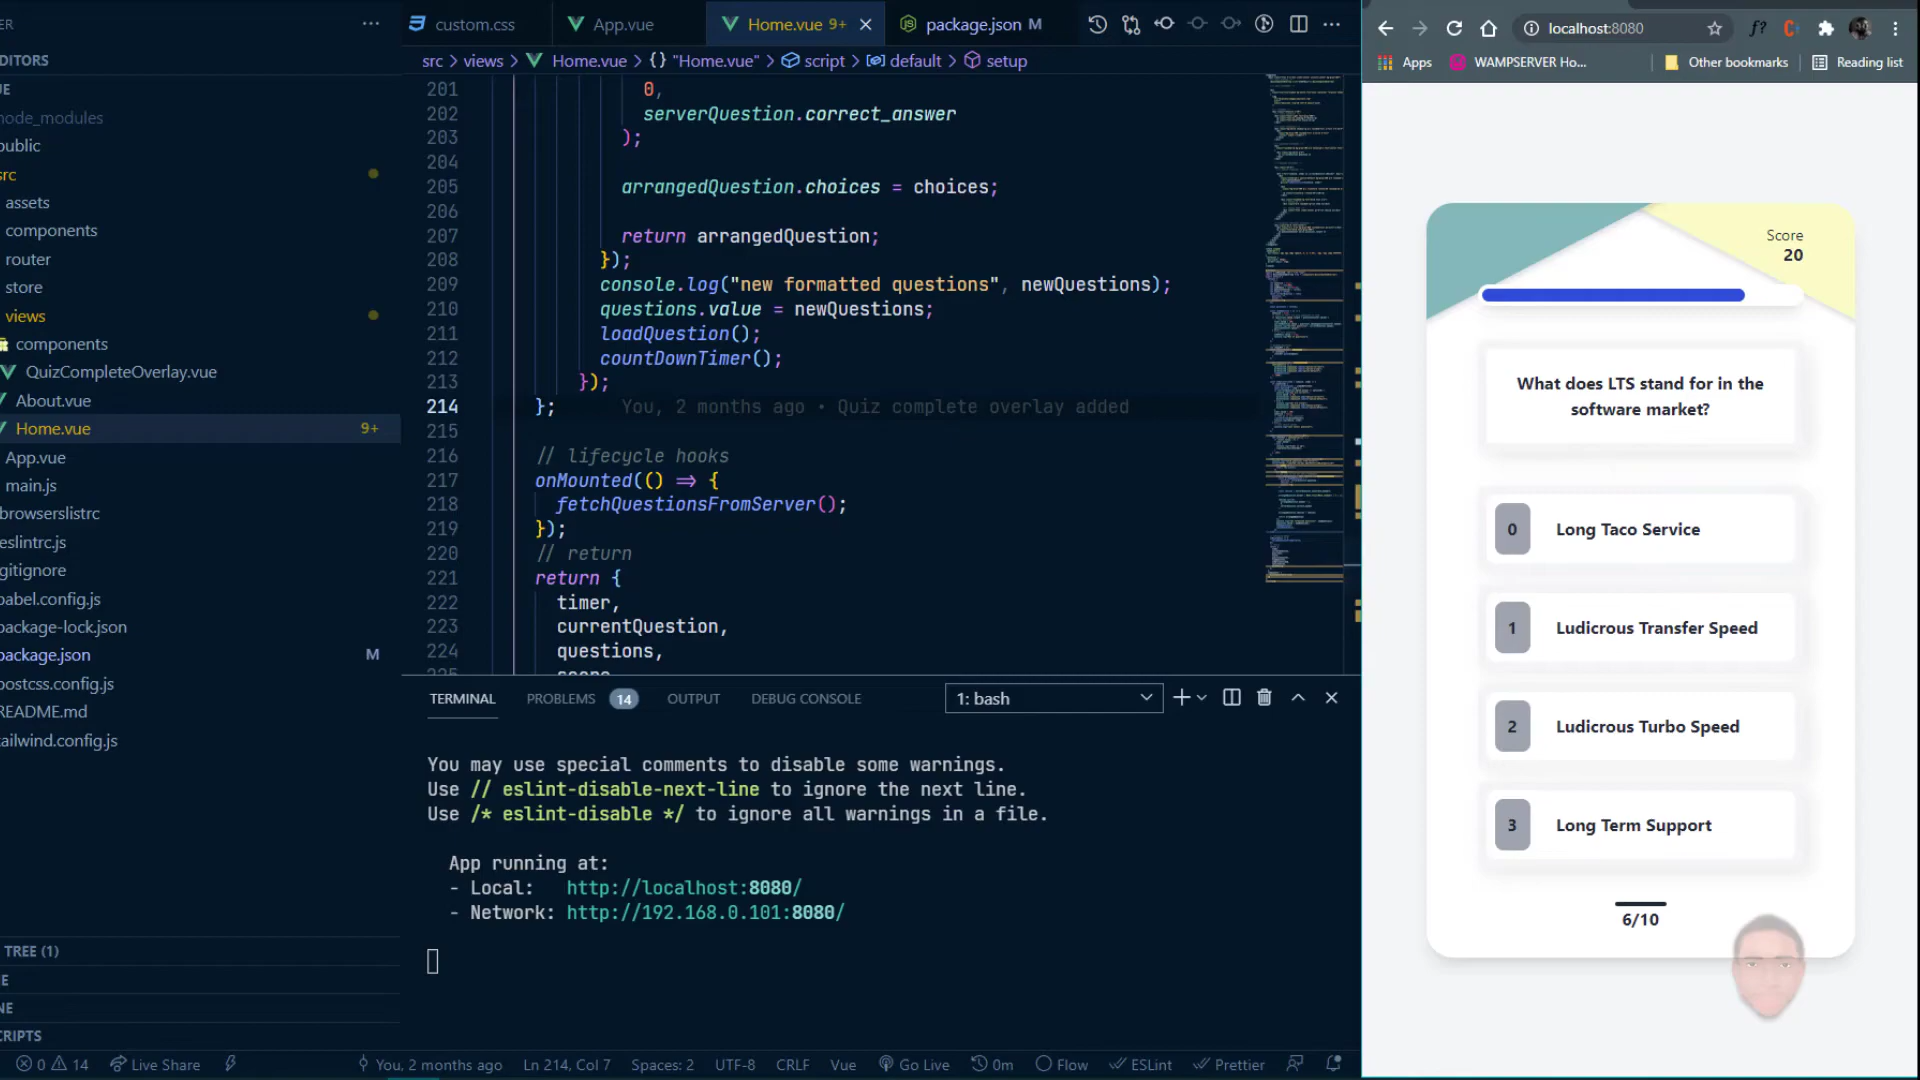 ER
custom.css
App.vue
Home.vue 9+
package.json M
localhost:8080
Apps
WAMPSERVER Ho...
Other bookmarks
Reading list
DITORS
src > views > Home.vue > {} "Home.vue" > script > default > setup
UE
node_modules
public
src
assets
components
router
store
views
components
QuizCompleteOverlay.vue
About.vue
Home.vue 9+
App.vue
main.js
browserslistrc
eslintrc.js
gitignore
babel.config.js
package-lock.json
package.json M
postcss.config.js
README.md
tailwind.config.js
TREE (1)
E
NE
CRIPTS
201 0,
202 serverQuestion.correct_answer
203 );
204
205 arrangedQuestion.choices = choices;
206
207 return arrangedQuestion;
208 });
209 console.log("new formatted questions", newQuestions);
210 questions.value = newQuestions;
211 loadQuestion();
212 countDownTimer();
213 });
214 }; You, 2 months ago • Quiz complete overlay added
215
216 // lifecycle hooks
217 onMounted(() => {
218 fetchQuestionsFromServer();
219 });
220 // return
221 return {
222 timer,
223 currentQuestion,
224 questions,
225 score
TERMINAL PROBLEMS 14 OUTPUT DEBUG CONSOLE 1: bash
You may use special comments to disable some warnings.
Use // eslint-disable-next-line to ignore the next line.
Use /* eslint-disable */ to ignore all warnings in a file.
App running at:
- Local: http://localhost:8080/
- Network: http://192.168.0.101:8080/
0 14 Live Share You, 2 months ago Ln 214, Col 7 Spaces: 2 UTF-8 CRLF Vue Go Live 0m Flow ESLint Prettier
Score
20
What does LTS stand for in the
software market?
0 Long Taco Service
1 Ludicrous Transfer Speed
2 Ludicrous Turbo Speed
3 Long Term Support
6/10